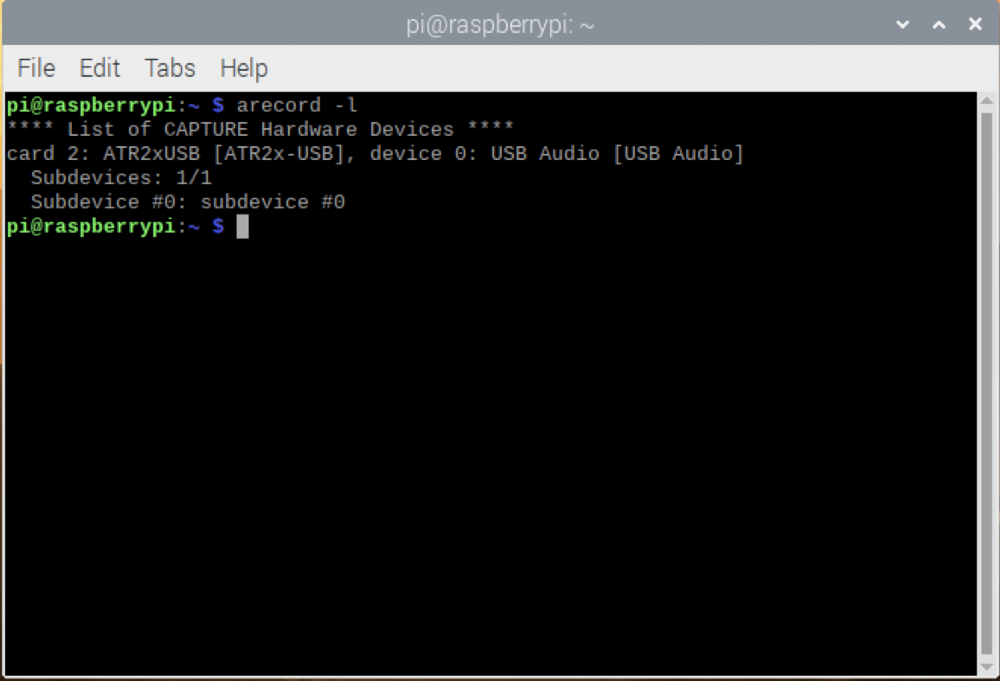 pi@raspberrypi: ~
File Edit Tabs Help
pi@raspberrypi:~ $ arecord -l
**** List of CAPTURE Hardware Devices ****
card 2: ATR2xUSB [ATR2x-USB], device 0: USB Audio [USB Audio]
  Subdevices: 1/1
  Subdevice #0: subdevice #0
pi@raspberrypi:~ $